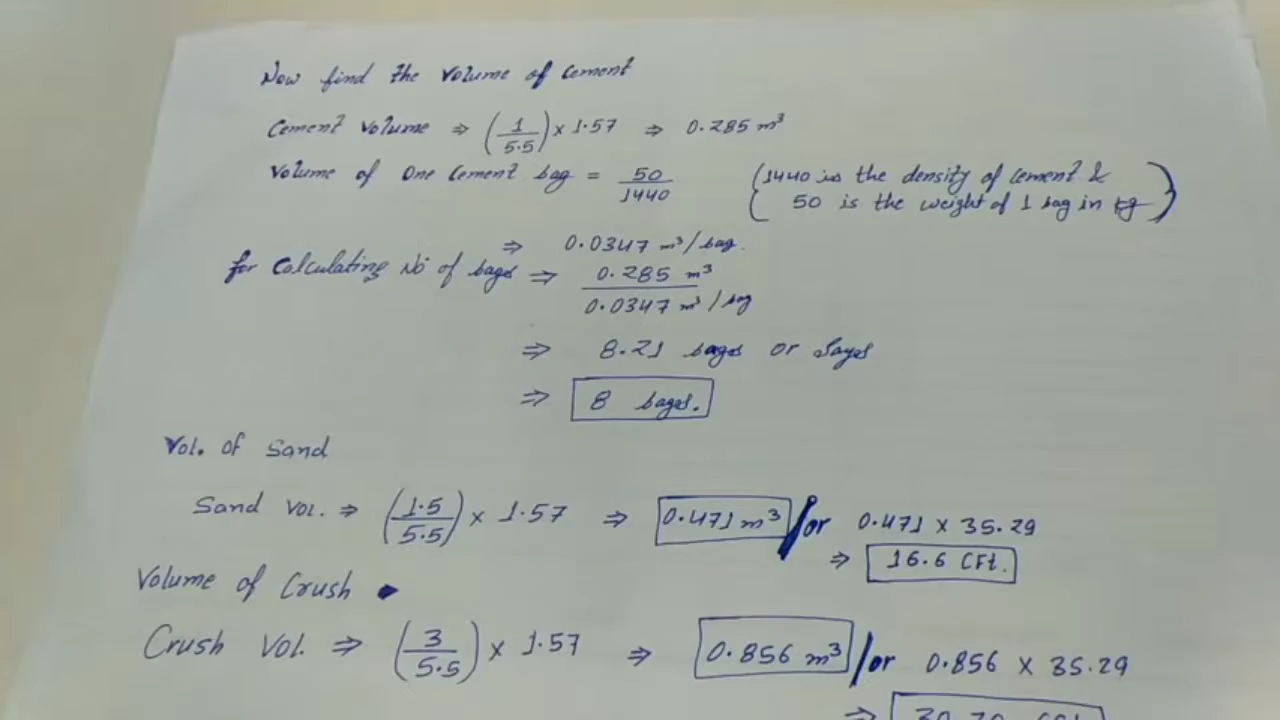 Now find the Volume of Cement
Cement Volume ⇒ (1/5.5) × 1.57 ⇒ 0.285 m³
Volume of One Cement bag = 50/1440 (1440 is the density of Cement & 50 is the weight of 1 bag in kg)
⇒ 0.0347 m³/bag.
for Calculating No of bages ⇒ 0.285 m³ / 0.0347 m³/bag
⇒ 8.21 bages or Sayes
⇒ 8 bages.
Vol. of Sand
Sand Vol. ⇒ (1.5/5.5) × 1.57 ⇒ 0.471 m³ / or 0.471 × 35.29
⇒ 16.6 CFt.
Volume of Crush
Crush Vol. ⇒ (3/5.5) × 1.57 ⇒ 0.856 m³ / or 0.856 × 35.29
⇒